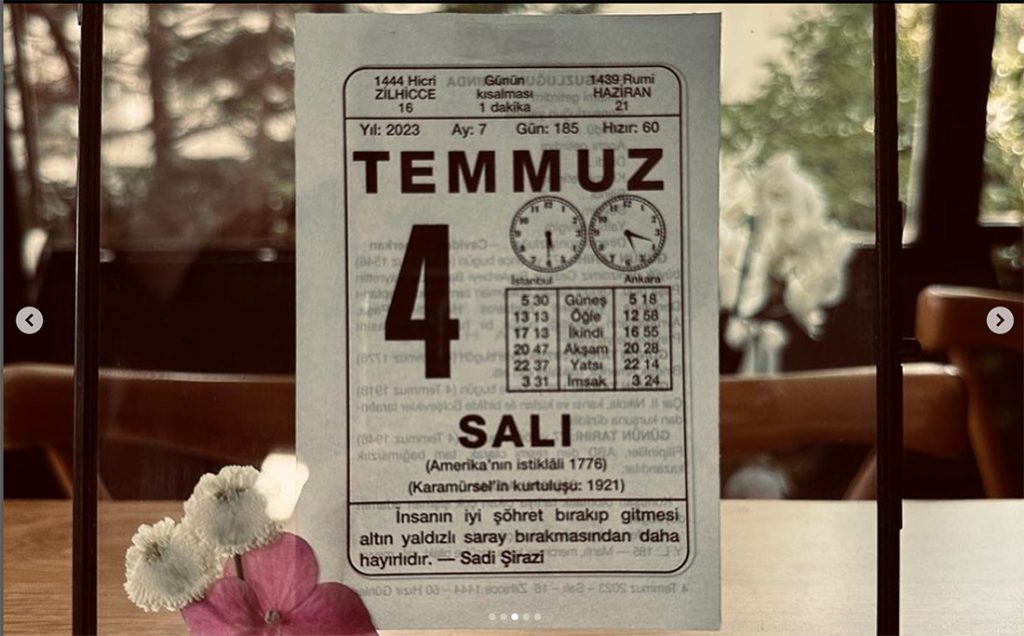 1444 Hicri
ZİLHİCCE
16
Günün
kısalması
1 dakika
1439 Rumi
HAZİRAN
21
Yıl: 2023 Ay: 7 Gün: 185 Hızır: 60
TEMMUZ
4
İstanbul Ankara
5 30 Güneş 5 18
13 13 Öğle 12 58
17 13 İkindi 16 55
20 47 Akşam 20 28
22 37 Yatsı 22 14
3 31 İmsak 3 24
SALI
(Amerika'nın istiklâli 1776)
(Karamürsel'in kurtuluşu: 1921)
İnsanın iyi şöhret bırakıp gitmesi
altın yaldızlı saray bırakmasından daha
hayırlıdır. — Sadi Şirazi